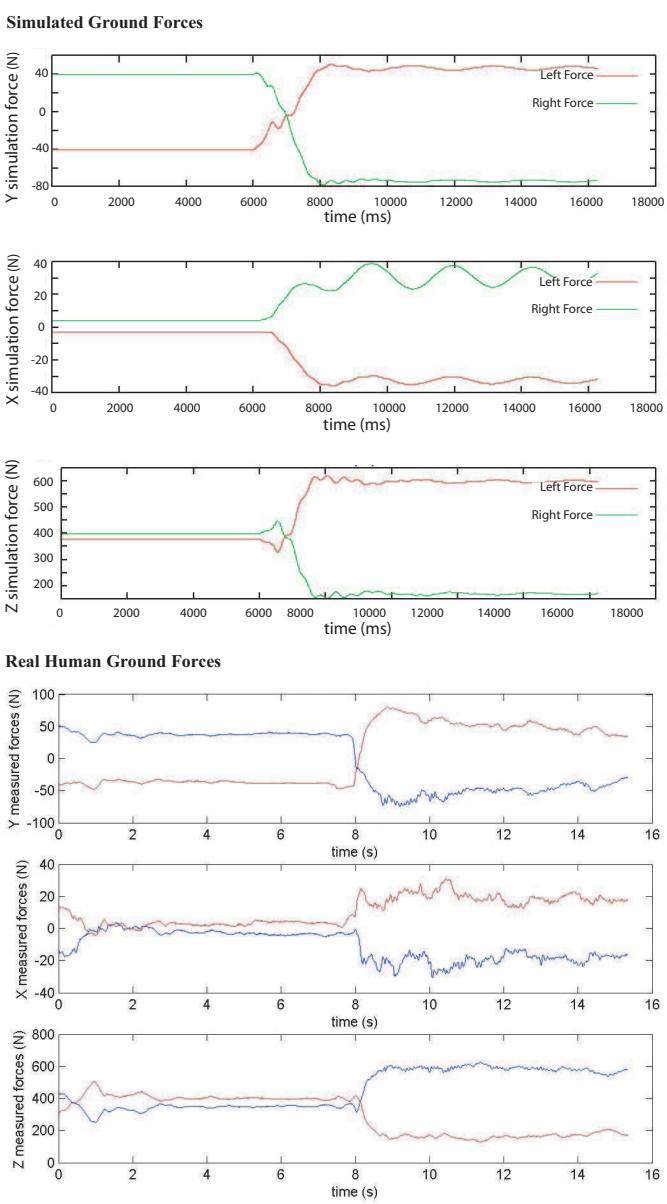 Simulated Ground Forces
Y simulation force (N)
40
0
-40
-80
Left Force
Right Force
0 2000 4000 6000 8000 10000 12000 14000 16000 18000
time (ms)
X simulation force (N)
40
20
0
-20
-40
Left Force
Right Force
0 2000 4000 6000 8000 10000 12000 14000 16000 18000
time (ms)
Z simulation force (N)
600
500
400
300
200
Left Force
Right Force
0 2000 4000 6000 8000 10000 12000 14000 16000 18000
time (ms)
Real Human Ground Forces
Y measured forces (N)
100
50
0
-50
-100
0 2 4 6 8 10 12 14 16
time (s)
X measured forces (N)
40
20
0
-20
-40
0 2 4 6 8 10 12 14 16
time (s)
Z measured forces (N)
800
600
400
200
0
0 2 4 6 8 10 12 14 16
time (s)